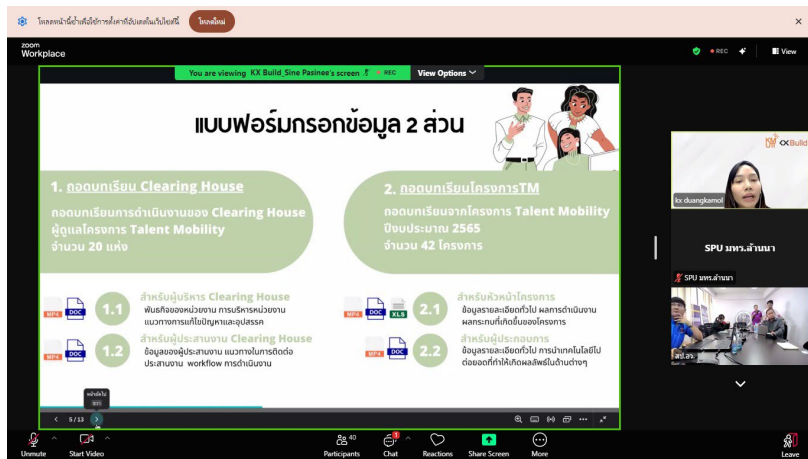 โหลดหน้านี้ซ้ำเพื่อใช้การตั้งค่าที่อัปเดตในเว็บไซต์นี้
โหลดใหม่
zoom
Workplace
REC
View
You are viewing KX Build_Sine Pasinee's screen
REC
View Options
แบบฟอร์มกรอกข้อมูล 2 ส่วน
1. ถอดบทเรียน Clearing House
ถอดบทเรียนการดำเนินงานของ Clearing House
ผู้ดูแลโครงการ Talent Mobility
จำนวน 20 แห่ง
2. ถอดบทเรียนโครงการTM
ถอดบทเรียนจากโครงการ Talent Mobility
ปีงบประมาณ 2565
จำนวน 42 โครงการ
MP4
DOC
1.1
สำหรับผู้บริหาร Clearing House
พันธกิจของหน่วยงาน การบริหารหน่วยงาน
แนวทางการแก้ไขปัญหาและอุปสรรค
MP4
DOC
1.2
สำหรับผู้ประสานงาน Clearing House
ข้อมูลของผู้ประสานงาน แนวทางในการติดต่อ
ประสานงาน workflow การดำเนินงาน
MP4
DOC
XLS
2.1
สำหรับหัวหน้าโครงการ
ข้อมูลรายละเอียดทั่วไป ผลการดำเนินงาน
ผลกระทบที่เกิดขึ้นของโครงการ
MP4
DOC
2.2
สำหรับผู้ประกอบการ
ข้อมูลรายละเอียดทั่วไป การนำเทคโนโลยีไป
ต่อยอดที่ทำให้เกิดผลลัพธ์ในด้านต่างๆ
หน้าถัดไป
5/13
KX Build
kx duangkamol
SPU มทร.ล้านนา
SPU มทร.ล้านนา
สป.อว.
Unmute
Start Video
40
Participants
1
Chat
Reactions
Share Screen
More
Leave